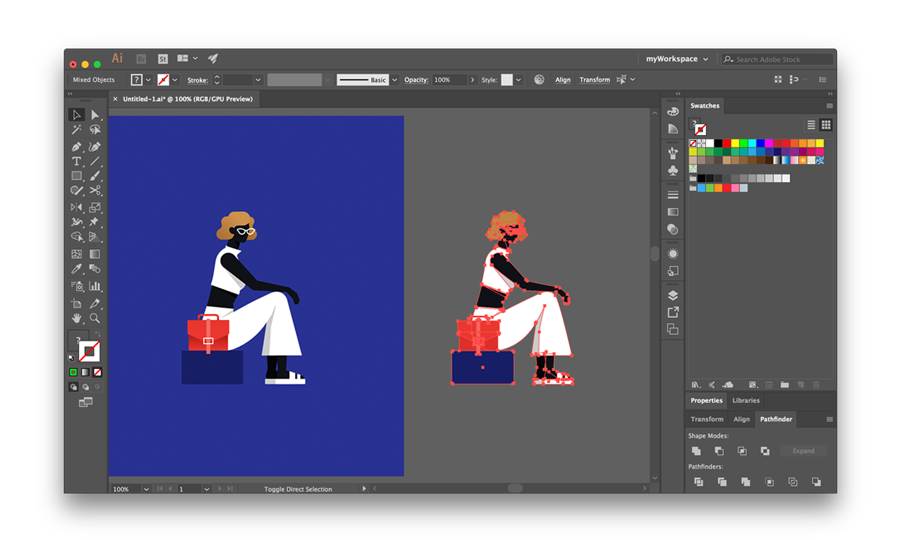 Ai Br St myWorkspace Search Adobe Stock
Mixed Objects ? Stroke: Basic Opacity: 100% Style: Align Transform
× Untitled-1.ai* @ 100% (RGB/GPU Preview)
Swatches
?
T
?
Properties Libraries
Transform Align Pathfinder
Shape Modes:
Expand
Pathfinders:
100% 1 Toggle Direct Selection